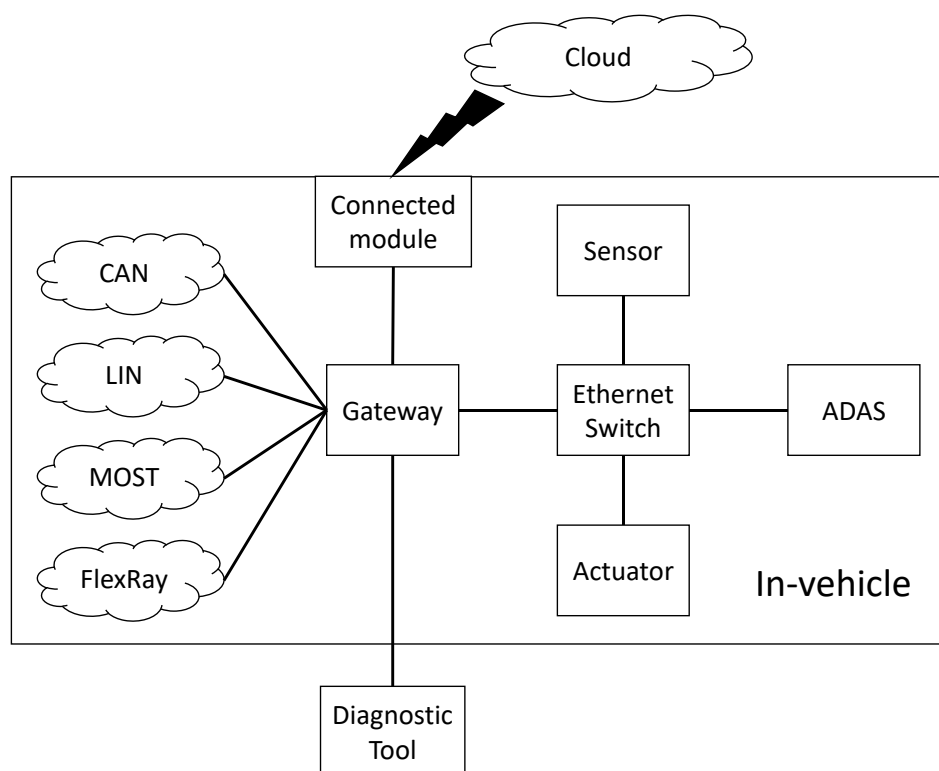 Cloud
Connected
module
CAN
Sensor
LIN
Gateway
Ethernet
Switch
ADAS
MOST
FlexRay
Actuator
In-vehicle
Diagnostic
Tool